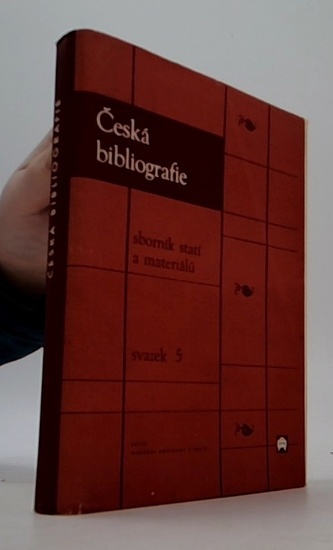 ČESKÁ BIBLIOGRAFIE
Česká
bibliografie
sborník statí
a materiálů
svazek 5